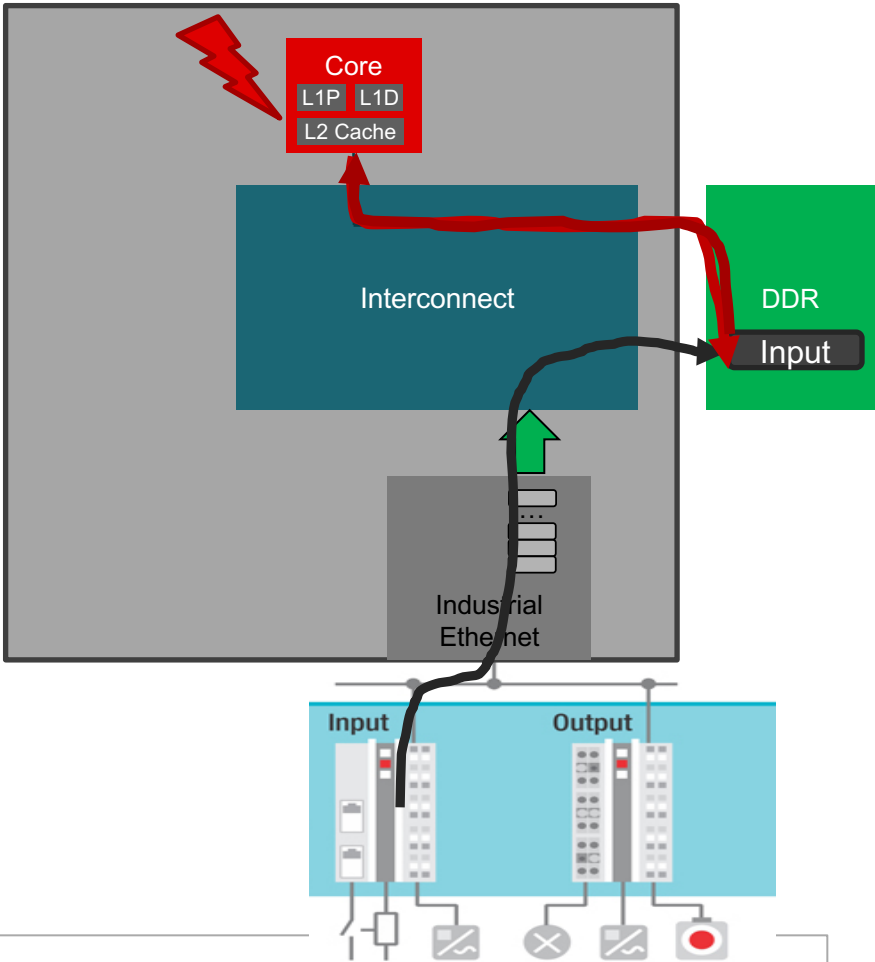 Core
L1P L1D
L2 Cache
Interconnect
DDR
Input
....
Industrial
Ethernet
Input Output